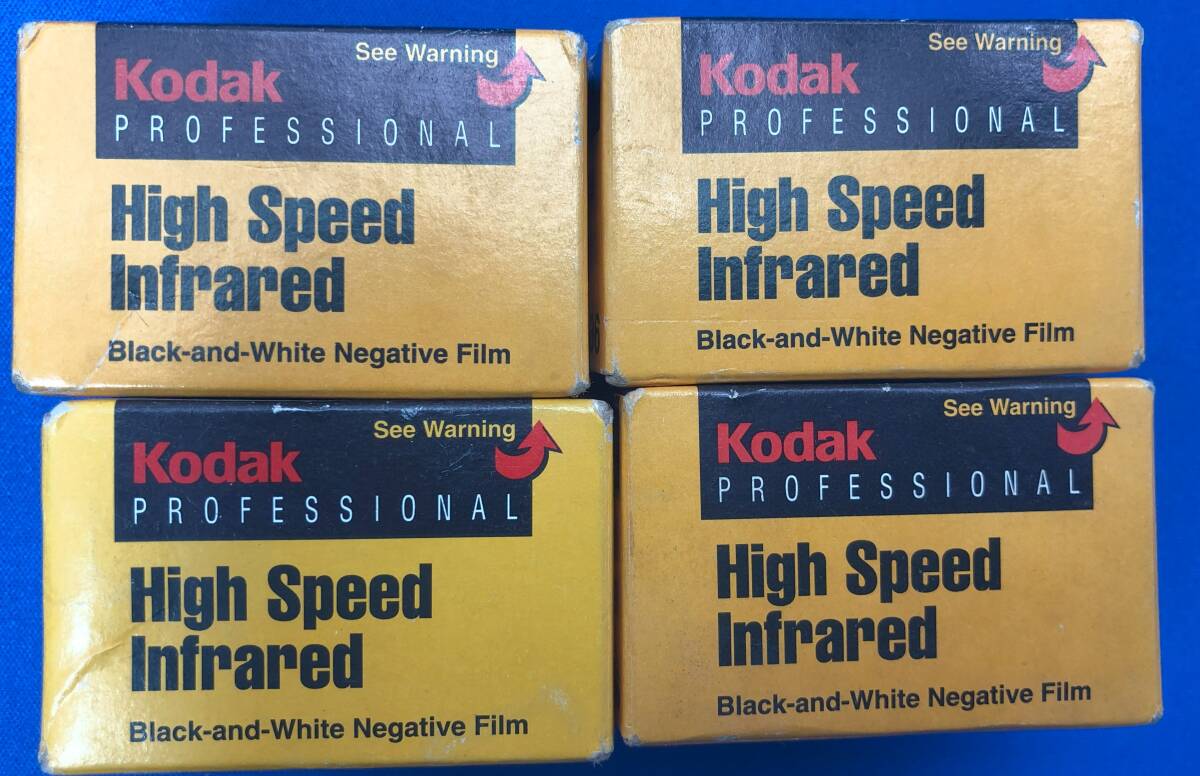 See Warning
Kodak
PROFESSIONAL
High Speed
Infrared
Black-and-White Negative Film
See Warning
Kodak
PROFESSIONAL
High Speed
Infrared
Black-and-White Negative Film
See Warning
Kodak
PROFESSIONAL
High Speed
Infrared
Black-and-White Negative Film
See Warning
Kodak
PROFESSIONAL
High Speed
Infrared
Black-and-White Negative Film